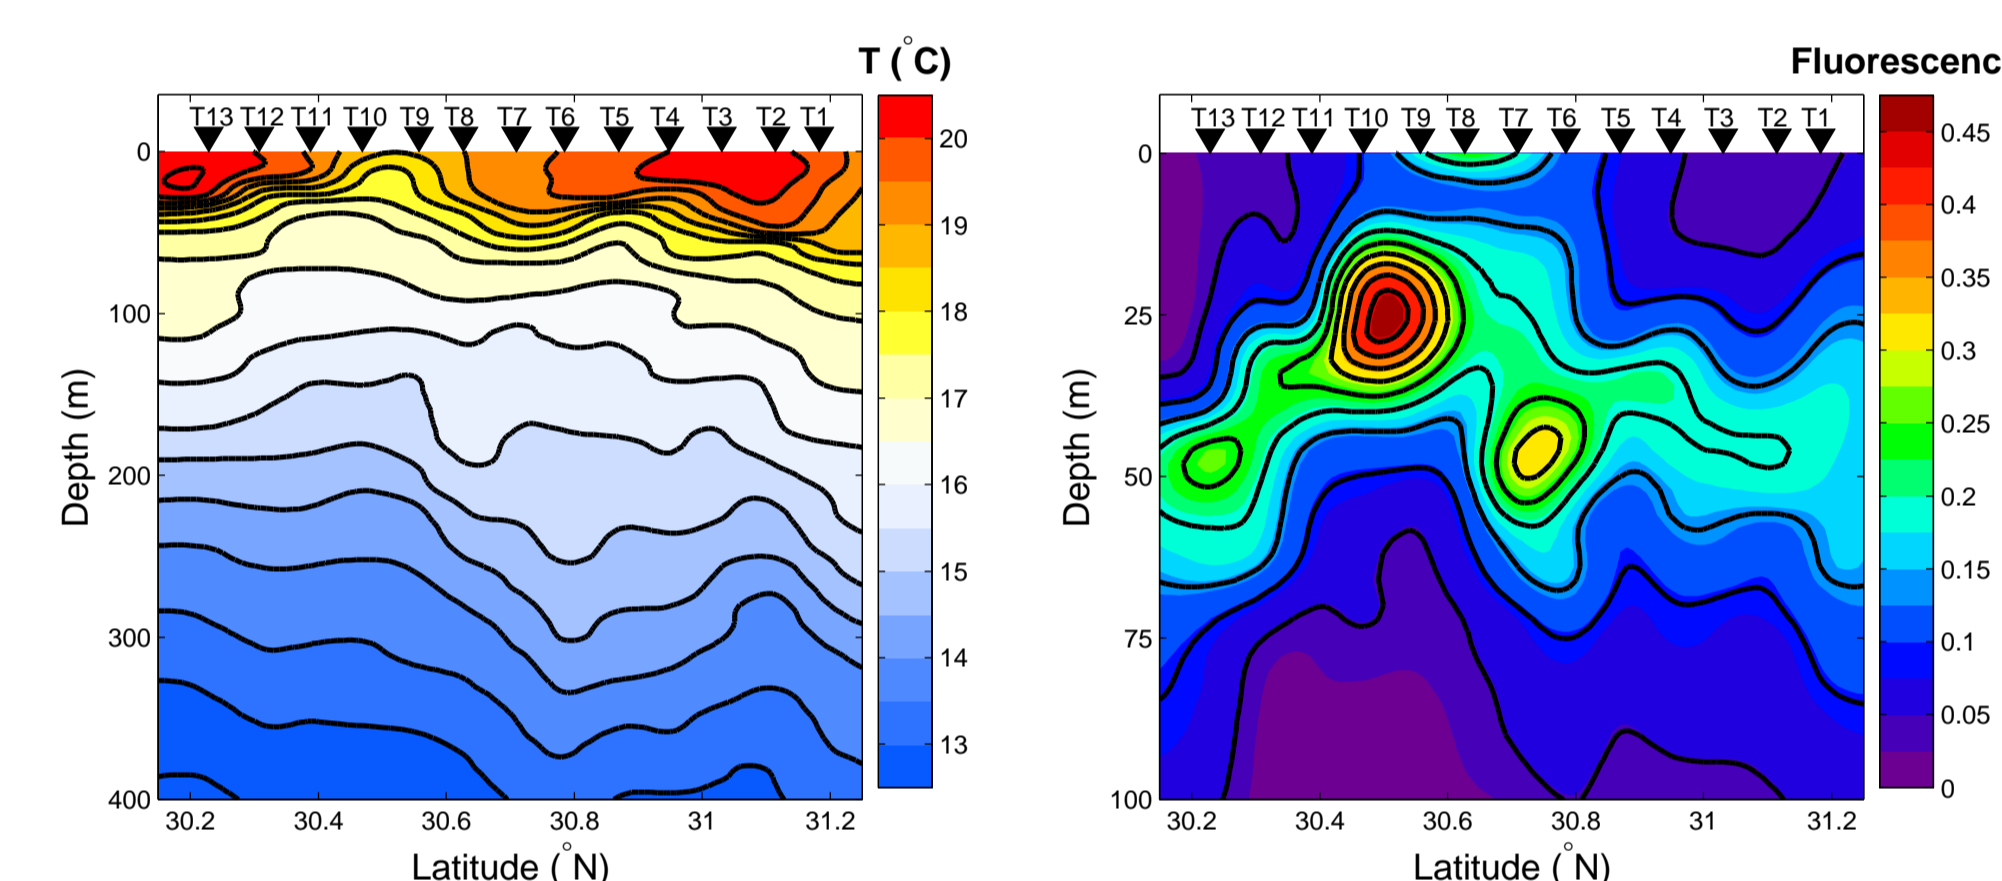 T (°C)
T13 T12 T11 T10 T9 T8 T7 T6 T5 T4 T3 T2 T1
0
100
200
300
400
Depth (m)
30.2 30.4 30.6 30.8 31 31.2
Latitude (°N)
20
19
18
17
16
15
14
13
Fluorescenc
T13 T12 T11 T10 T9 T8 T7 T6 T5 T4 T3 T2 T1
0
25
50
75
100
Depth (m)
30.2 30.4 30.6 30.8 31 31.2
Latitude (°N)
0.45
0.4
0.35
0.3
0.25
0.2
0.15
0.1
0.05
0